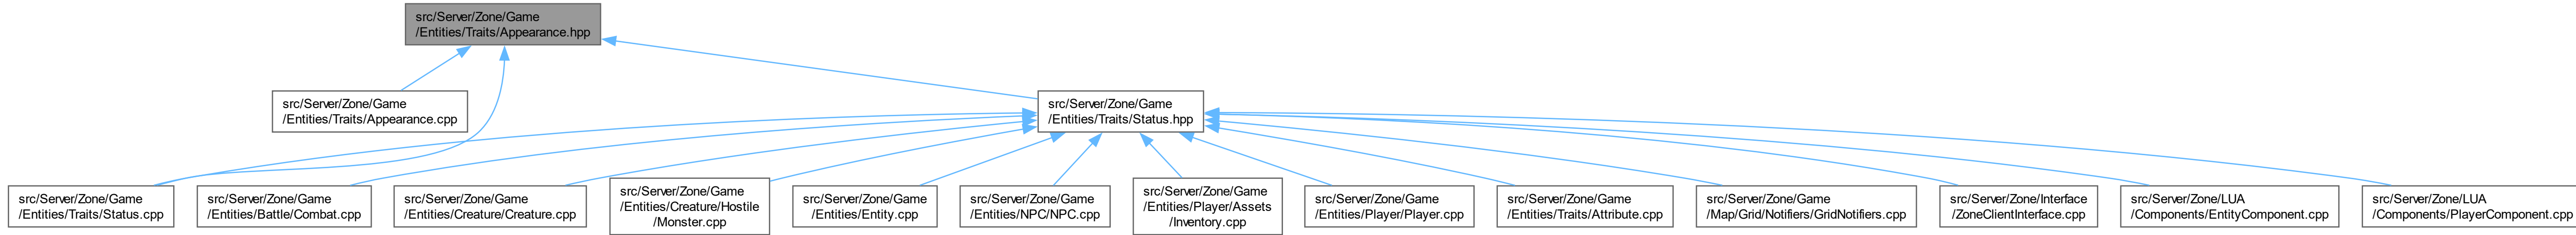 src/Server/Zone/Game
/Entities/Traits/Appearance.hpp
src/Server/Zone/Game
/Entities/Traits/Appearance.cpp
src/Server/Zone/Game
/Entities/Traits/Status.hpp
src/Server/Zone/Game
/Entities/Traits/Status.cpp
src/Server/Zone/Game
/Entities/Battle/Combat.cpp
src/Server/Zone/Game
/Entities/Creature/Creature.cpp
src/Server/Zone/Game
/Entities/Creature/Hostile
/Monster.cpp
src/Server/Zone/Game
/Entities/Entity.cpp
src/Server/Zone/Game
/Entities/NPC/NPC.cpp
src/Server/Zone/Game
/Entities/Player/Assets
/Inventory.cpp
src/Server/Zone/Game
/Entities/Player/Player.cpp
src/Server/Zone/Game
/Entities/Traits/Attribute.cpp
src/Server/Zone/Game
/Map/Grid/Notifiers/GridNotifiers.cpp
src/Server/Zone/Interface
/ZoneClientInterface.cpp
src/Server/Zone/LUA
/Components/EntityComponent.cpp
src/Server/Zone/LUA
/Components/PlayerComponent.cpp